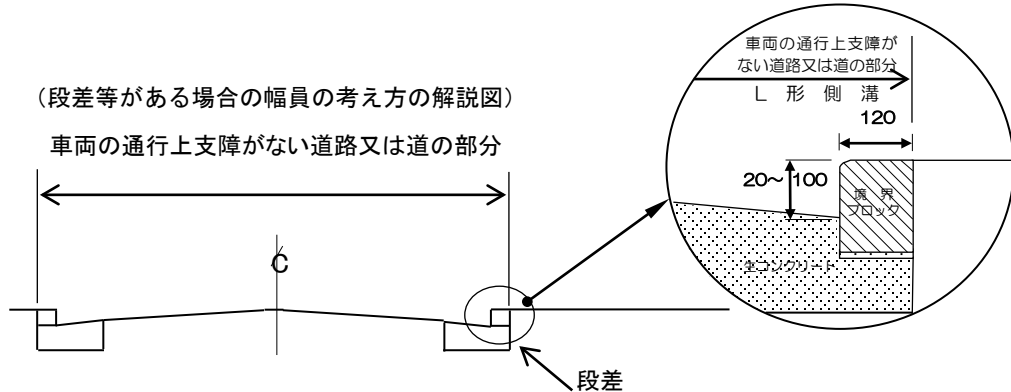 (段差等がある場合の幅員の考え方の解説図)
車両の通行上支障がない道路又は道の部分
車両の通行上支障が
ない道路又は道の部分
L 形 側 溝
120
20~100
境 界
ブロック
生コンクリート
℄
段差